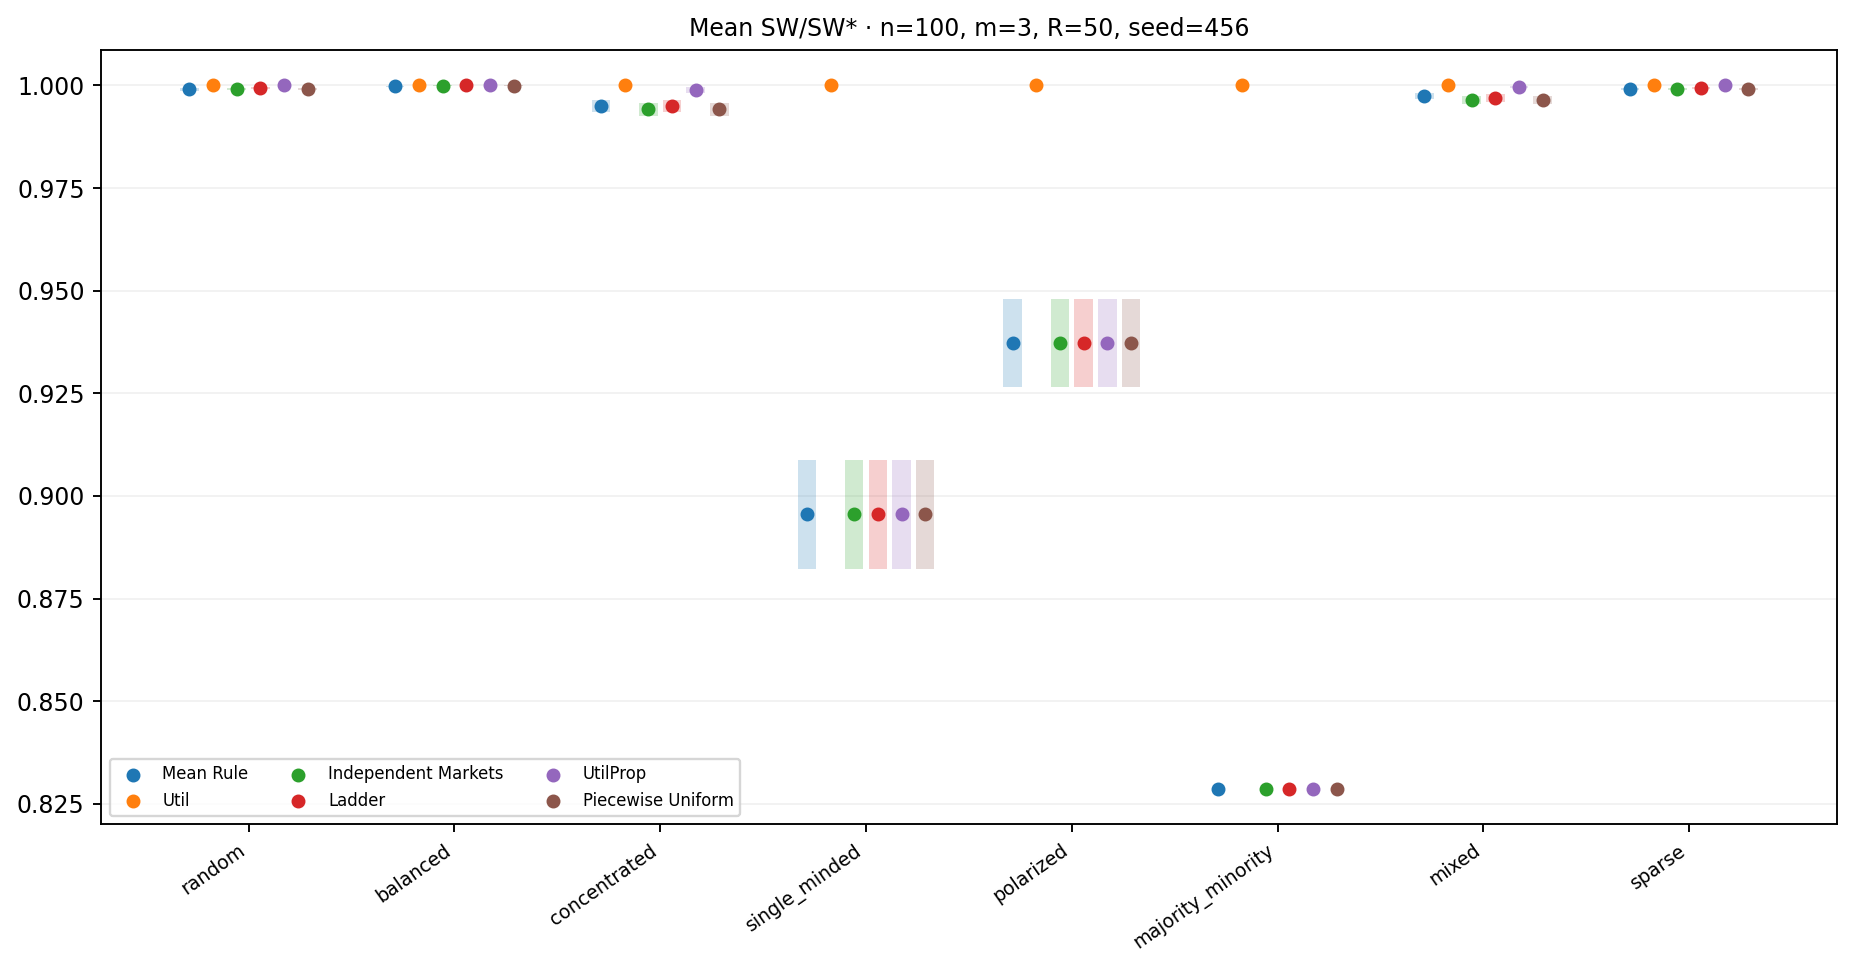 Mean SW/SW* · n=100, m=3, R=50, seed=456
1.000
0.975
0.950
0.925
0.900
0.875
0.850
0.825
Mean Rule
Util
Independent Markets
Ladder
UtilProp
Piecewise Uniform
random
balanced
concentrated
single_minded
polarized
majority_minority
mixed
sparse